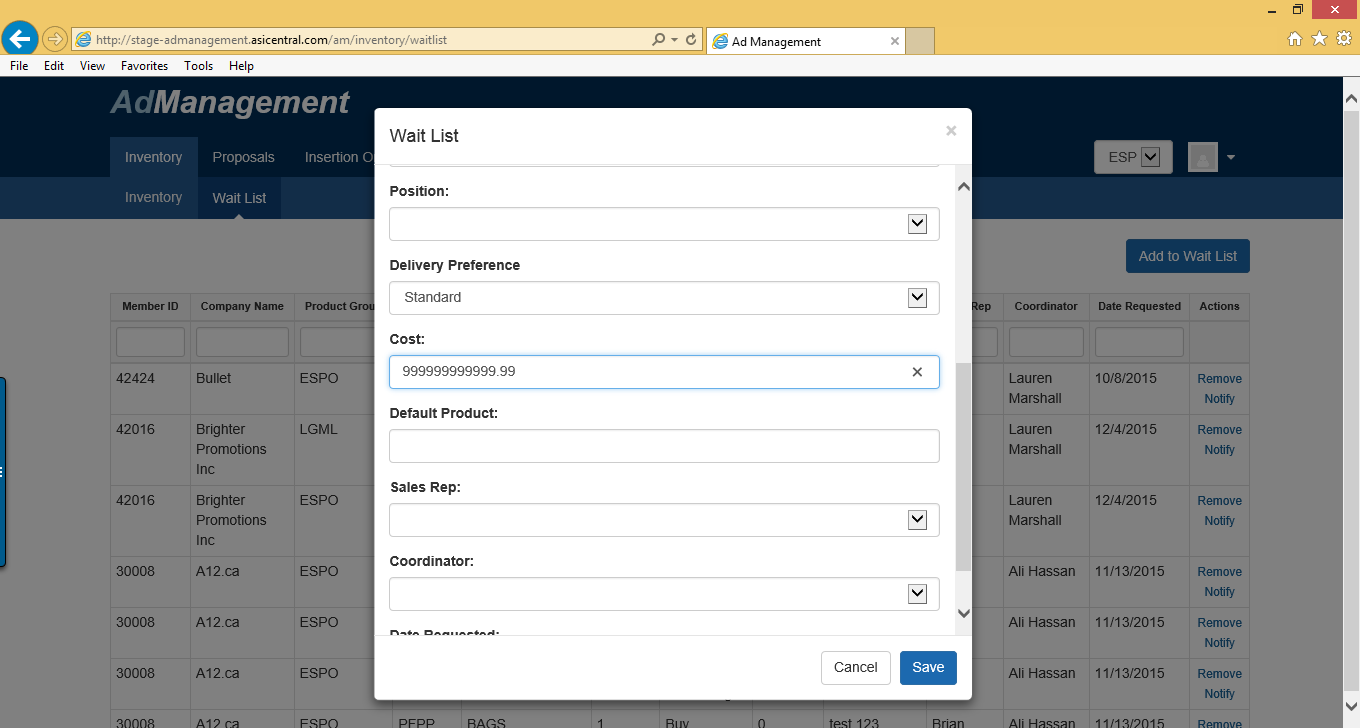 http://stage-admanagement.asicentral.com/am/inventory/waitlist
Ad Management
File Edit View Favorites Tools Help
AdManagement
Inventory Proposals Insertion O
ESP
Inventory Wait List
Add to Wait List
Wait List
Position:
Delivery Preference
Standard
Cost:
999999999999.99
Default Product:
Sales Rep:
Coordinator:
Date Requested:
Cancel Save
Member ID Company Name Product Grou Rep Coordinator Date Requested Actions
42424 Bullet ESPO Lauren Marshall 10/8/2015 Remove
Notify
42016 Brighter Promotions Inc LGML Lauren Marshall 12/4/2015 Remove
Notify
42016 Brighter Promotions Inc ESPO Lauren Marshall 12/4/2015 Remove
Notify
30008 A12.ca ESPO Ali Hassan 11/13/2015 Remove
Notify
30008 A12.ca ESPO Ali Hassan 11/13/2015 Remove
Notify
30008 A12.ca ESPO Ali Hassan 11/13/2015 Remove
Notify
30008 A12.ca ESPO PEPP BAGS 1 Buy 0 test 123 Brian 11/13/2015 Remove